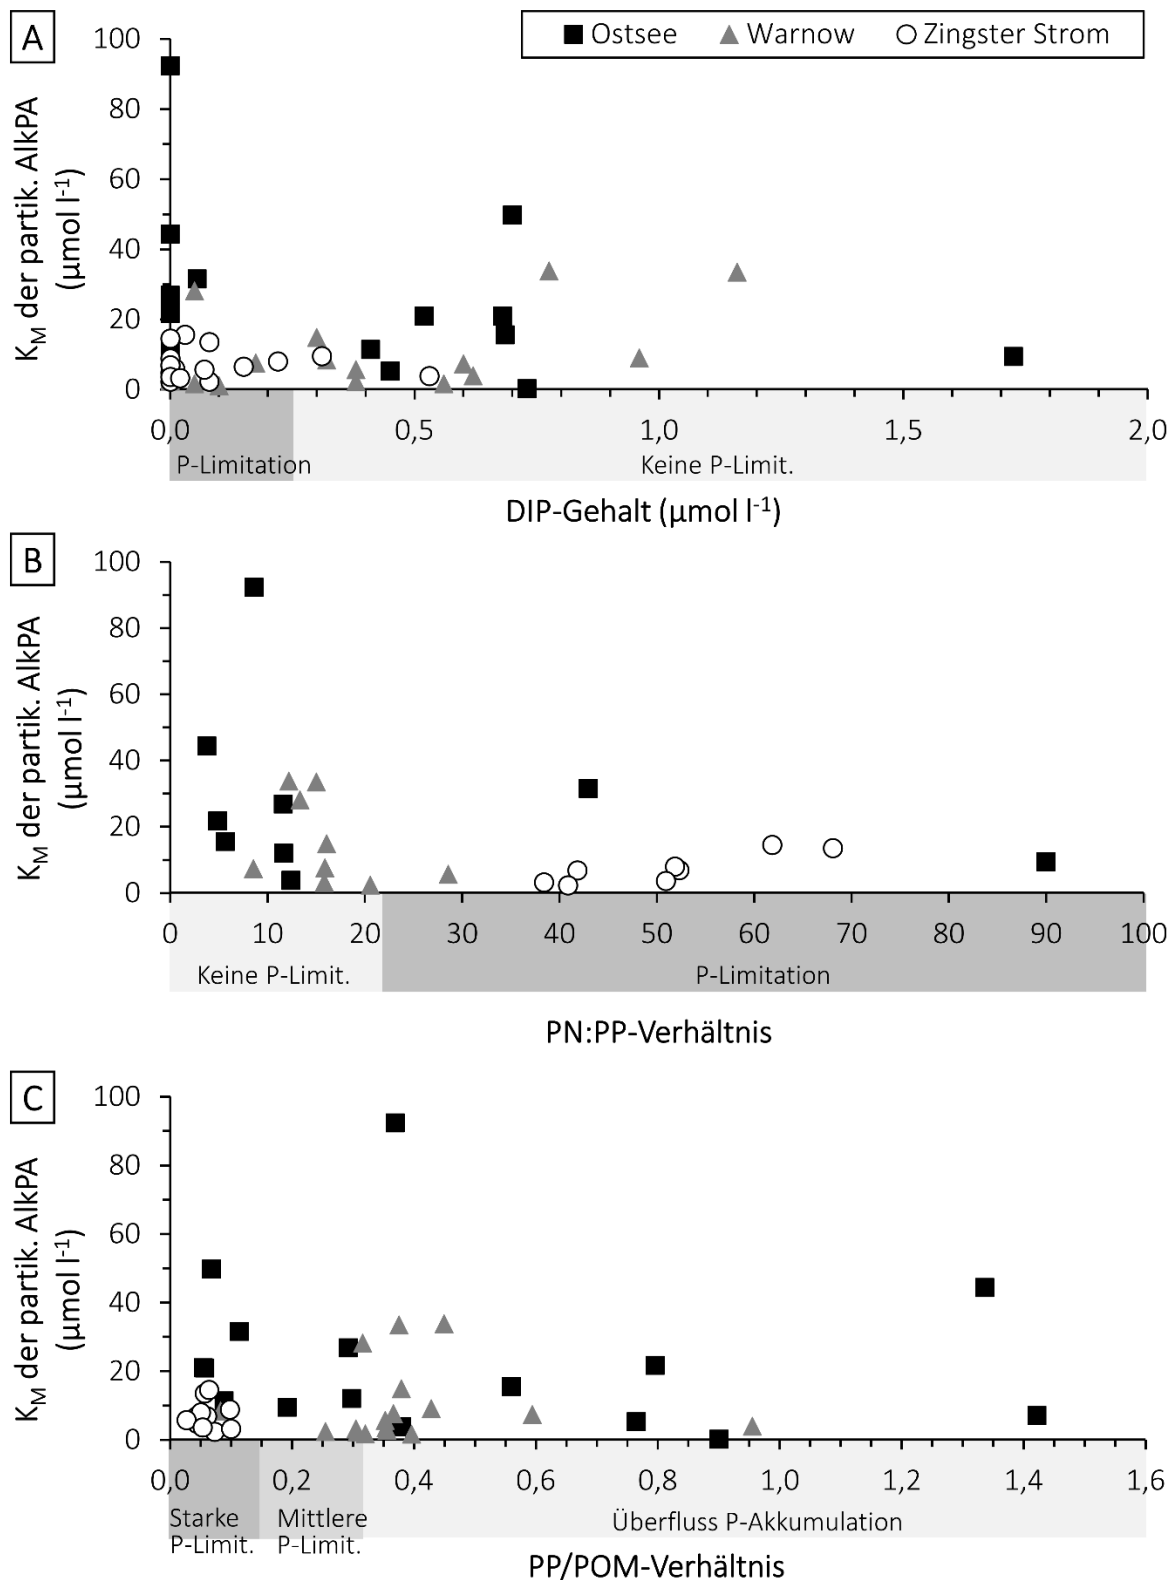 A
Ostsee Warnow Zingster Strom
100
80
60
40
20
0
K_M der partik. AlkPA
(µmol l⁻¹)
0,0 0,5 1,0 1,5 2,0
P-Limitation Keine P-Limit.
DIP-Gehalt (µmol l⁻¹)
B
100
80
60
40
20
0
K_M der partik. AlkPA
(µmol l⁻¹)
0 10 20 30 40 50 60 70 80 90 100
Keine P-Limit. P-Limitation
PN:PP-Verhältnis
C
100
80
60
40
20
0
K_M der partik. AlkPA
(µmol l⁻¹)
0,0 0,2 0,4 0,6 0,8 1,0 1,2 1,4 1,6
Starke
P-Limit.
Mittlere
P-Limit.
Überfluss P-Akkumulation
PP/POM-Verhältnis